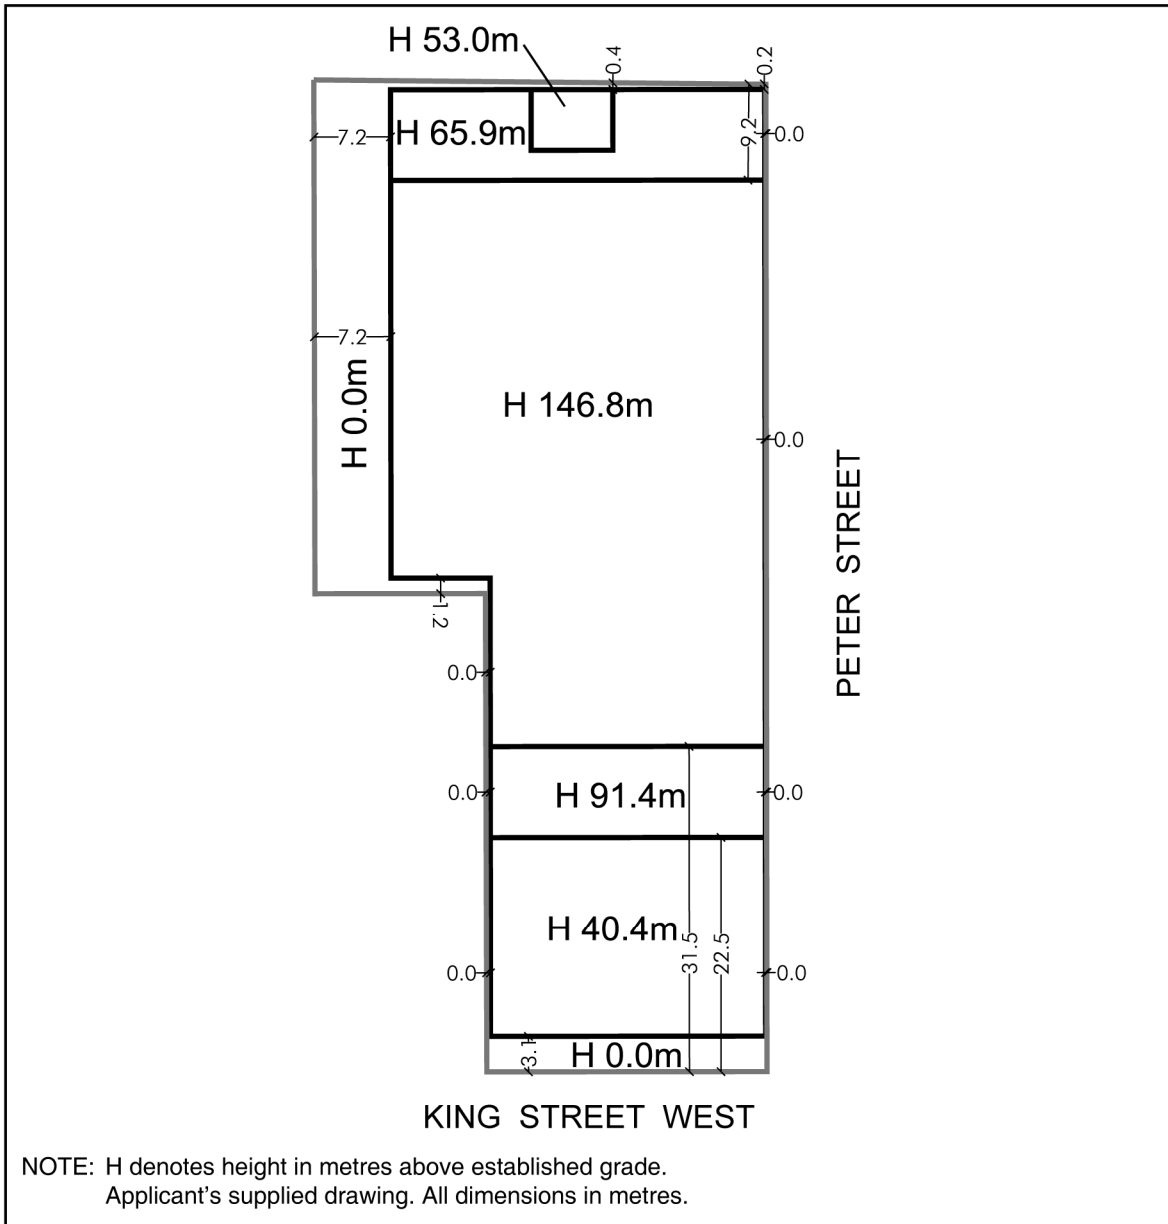 H 53.0m
0.4
0.2
H 65.9m
7.2
9.2
0.0
7.2
H 0.0m
H 146.8m
0.0
PETER STREET
1.2
0.0
0.0
H 91.4m
0.0
H 40.4m
31.5
22.5
0.0
0.0
3.1
H 0.0m
KING STREET WEST
NOTE: H denotes height in metres above established grade.
Applicant's supplied drawing. All dimensions in metres.